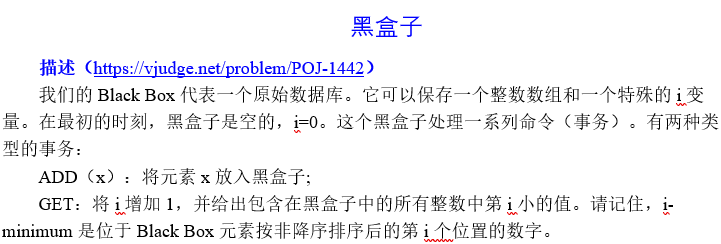 黑盒子
描述（https://vjudge.net/problem/POJ-1442）
我们的 Black Box 代表一个原始数据库。它可以保存一个整数数组和一个特殊的 i 变
量。在最初的时刻，黑盒子是空的，i=0。这个黑盒子处理一系列命令（事务）。有两种类
型的事务：
ADD（x）：将元素 x 放入黑盒子;
GET：将 i 增加 1，并给出包含在黑盒子中的所有整数中第 i 小的值。请记住，i-
minimum 是位于 Black Box 元素按非降序排序后的第 i 个位置的数字。